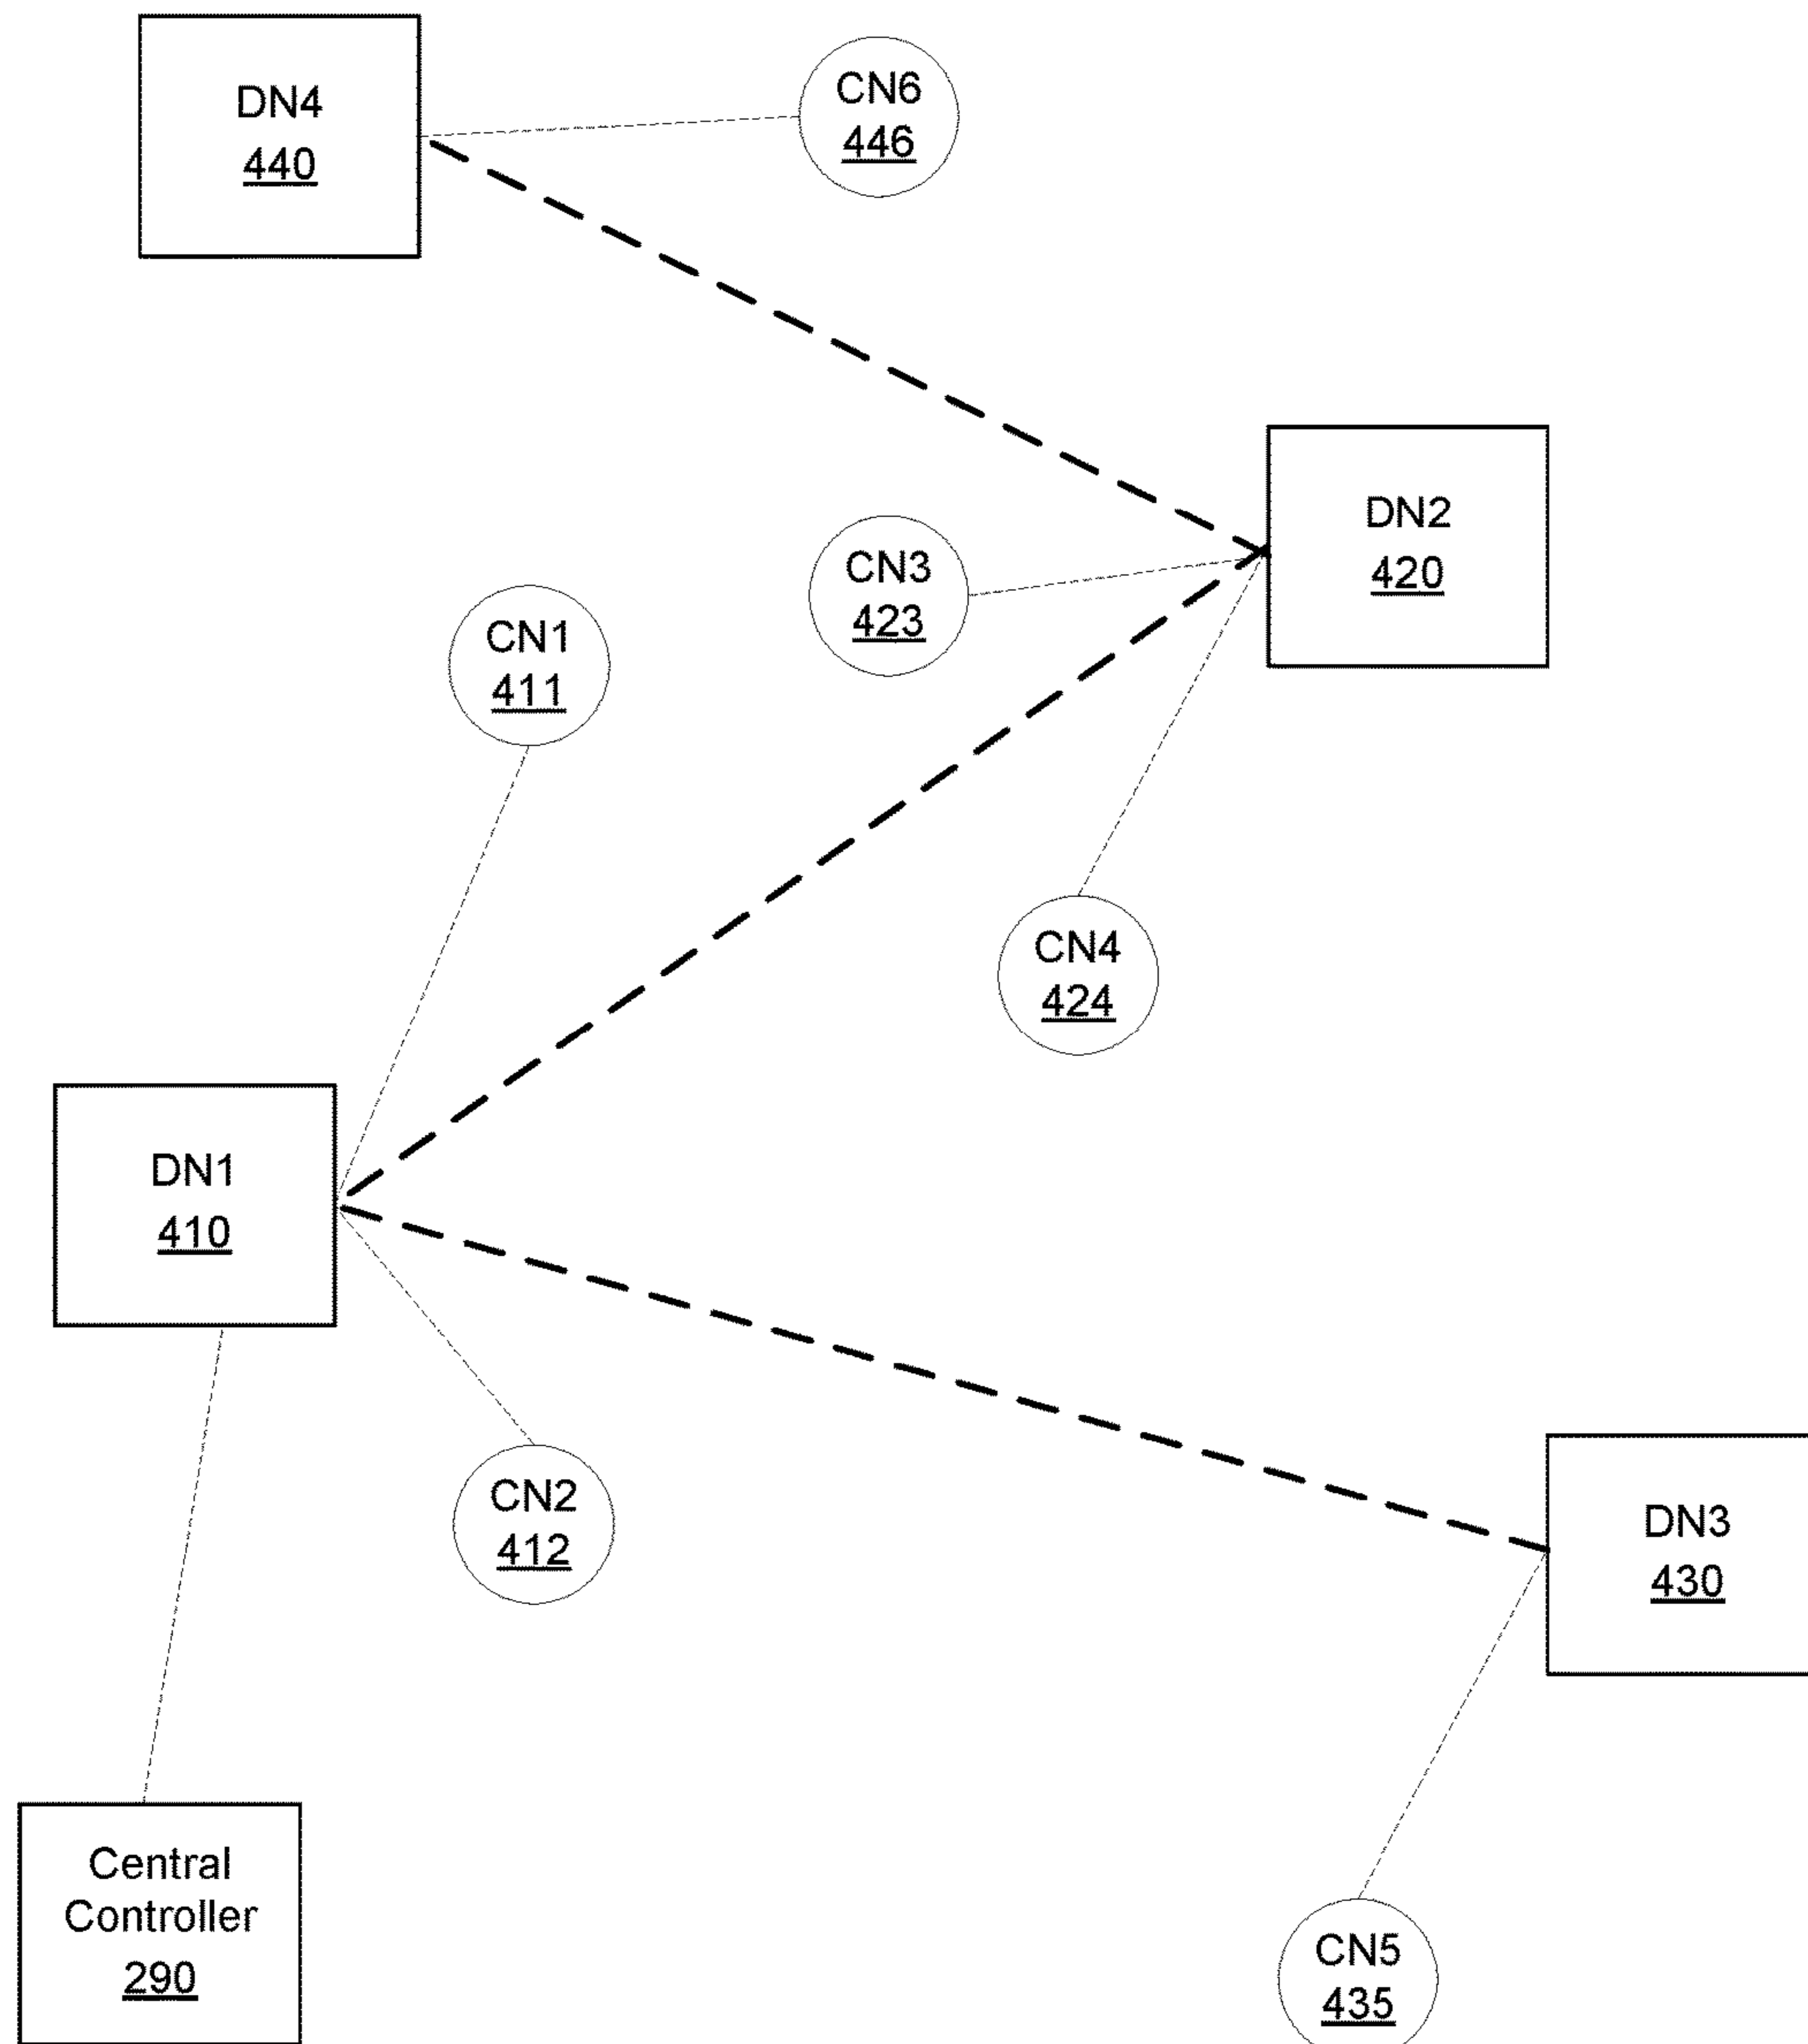 DN4
440
CN6
446
DN2
420
CN3
423
CN1
411
CN4
424
DN1
410
CN2
412
DN3
430
Central
Controller
290
CN5
435